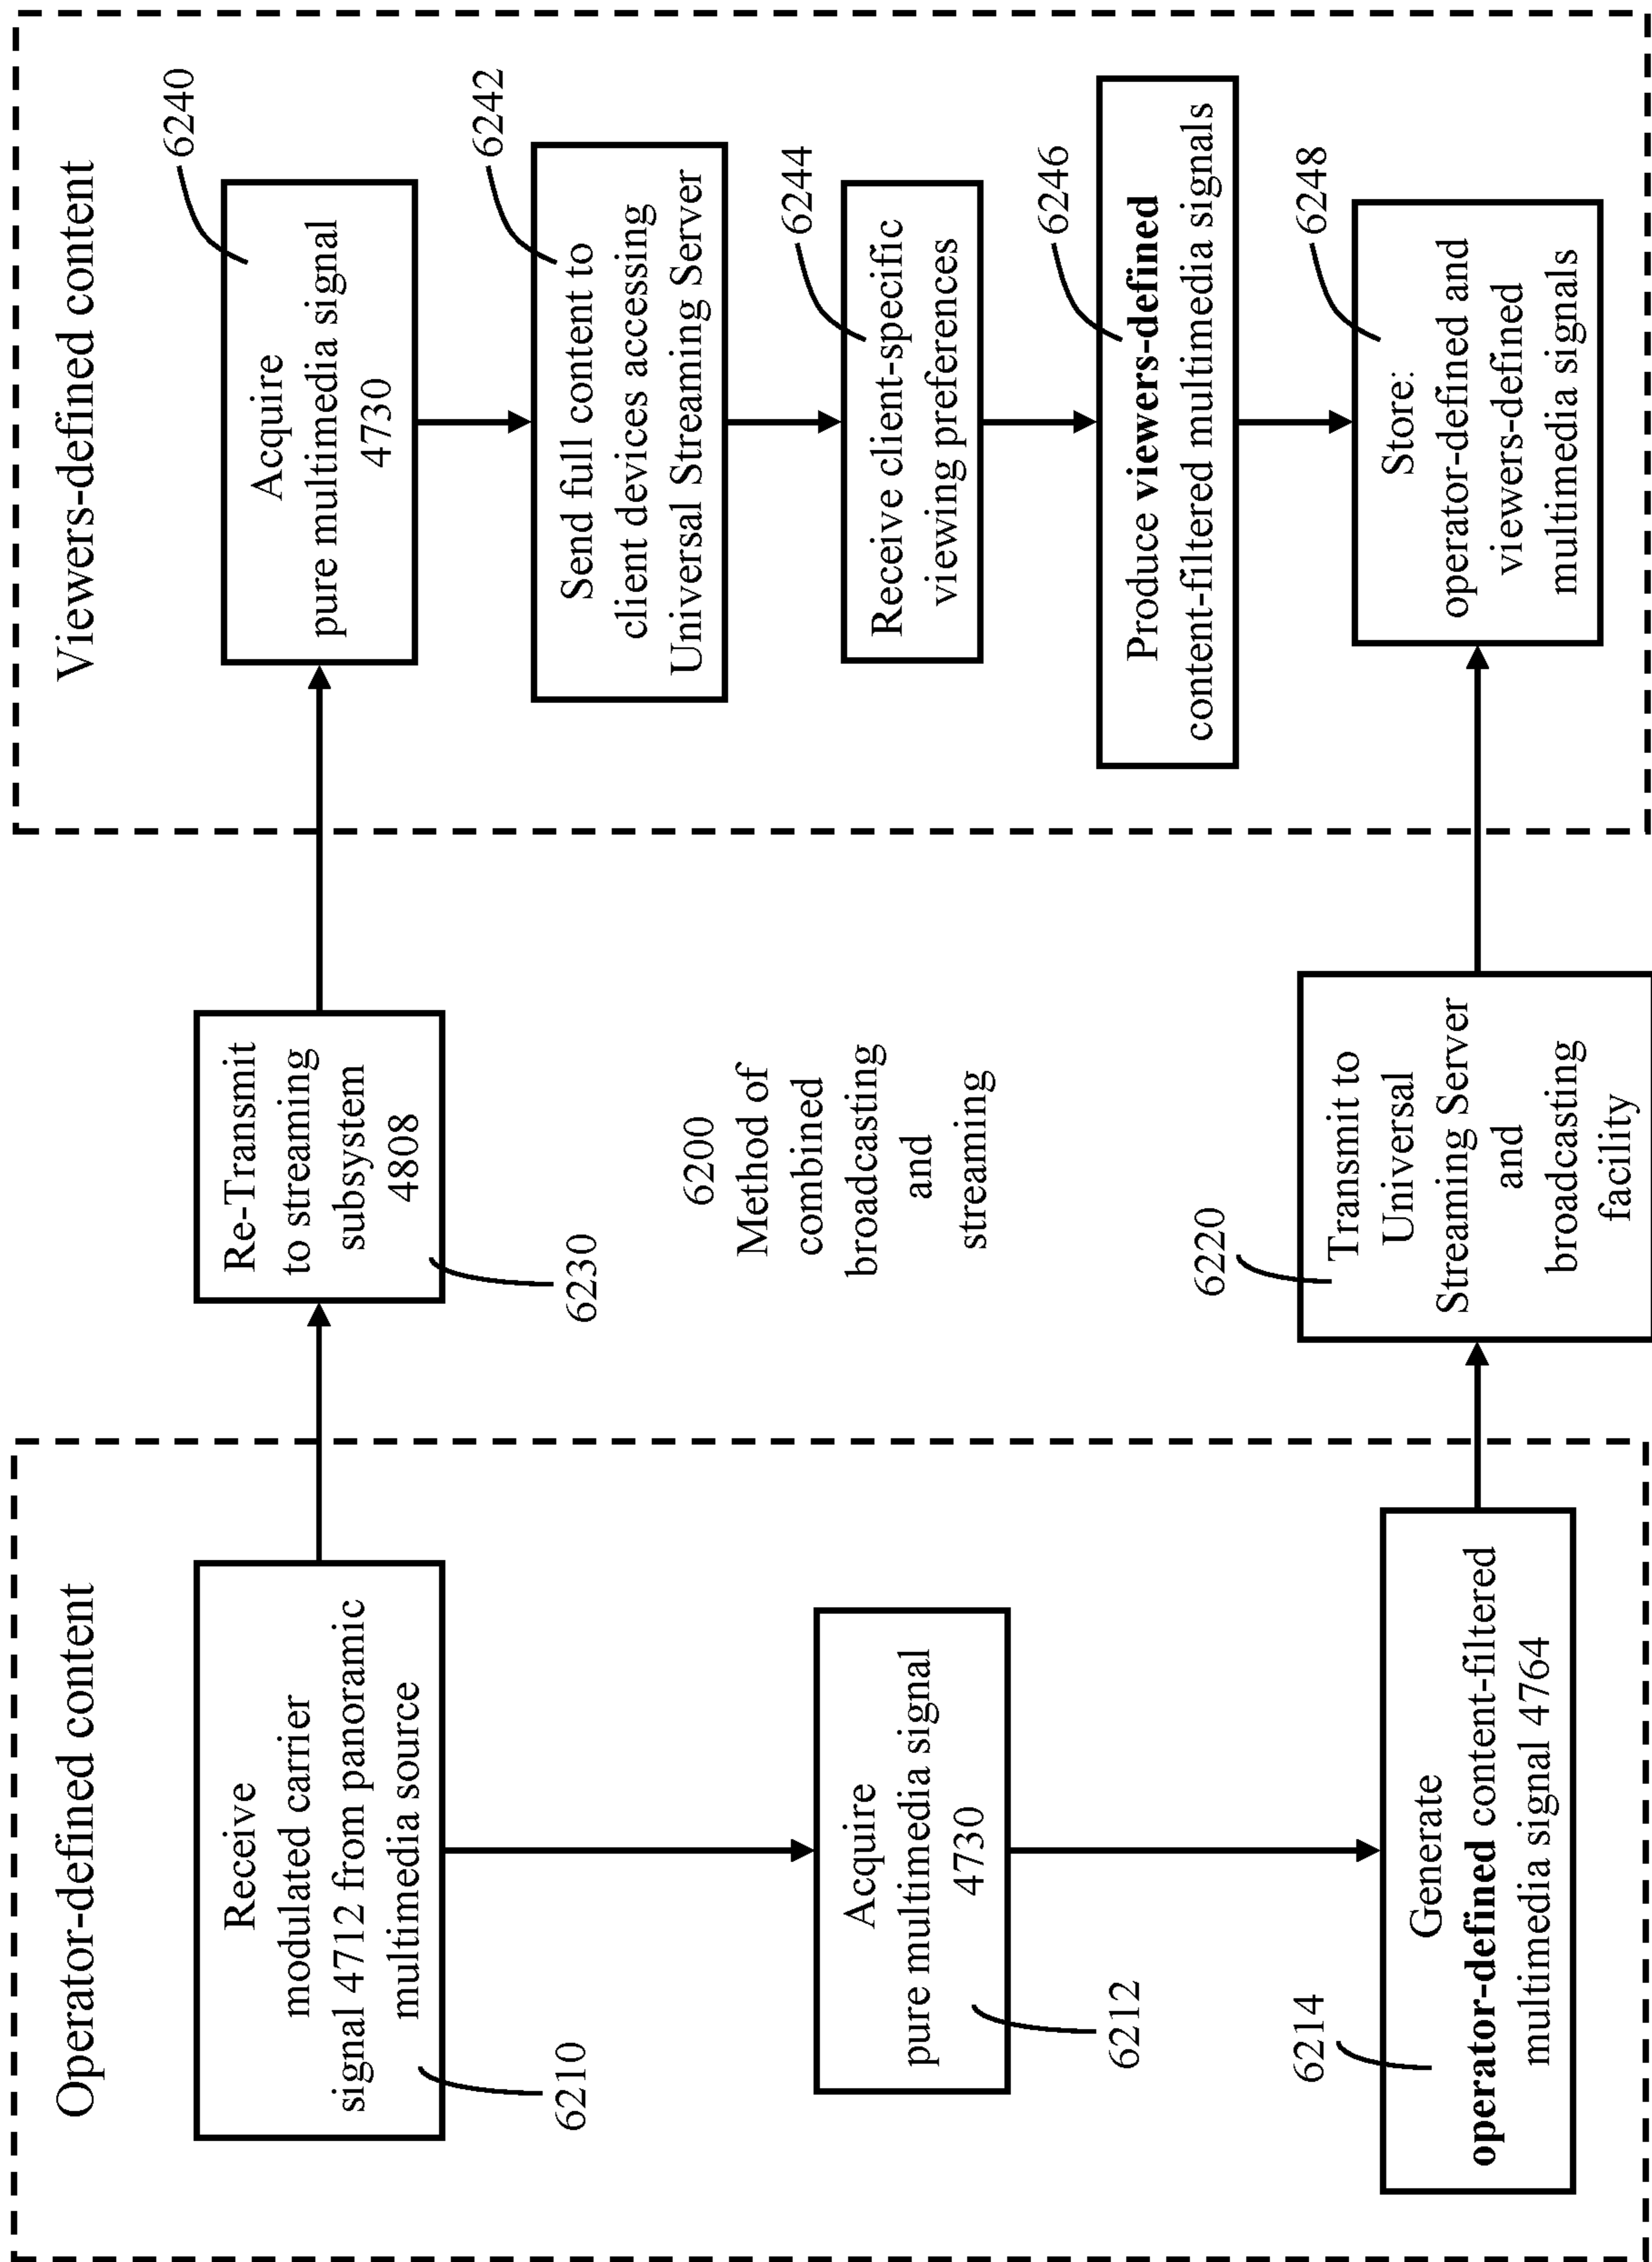 Operator-defined content
Receive
modulated carrier
signal 4712 from panoramic
multimedia source
6210
Acquire
pure multimedia signal
4730
6212
6214
Generate
operator-defined content-filtered
multimedia signal 4764
Re-Transmit
to streaming
subsystem
4808
6230
6200
Method of
combined
broadcasting
and
streaming
6220
Transmit to
Universal
Streaming Server
and
broadcasting
facility
Viewers-defined content
6240
Acquire
pure multimedia signal
4730
6242
Send full content to
client devices accessing
Universal Streaming Server
6244
Receive client-specific
viewing preferences
6246
Produce viewers-defined
content-filtered multimedia signals
6248
Store:
operator-defined and
viewers-defined
multimedia signals